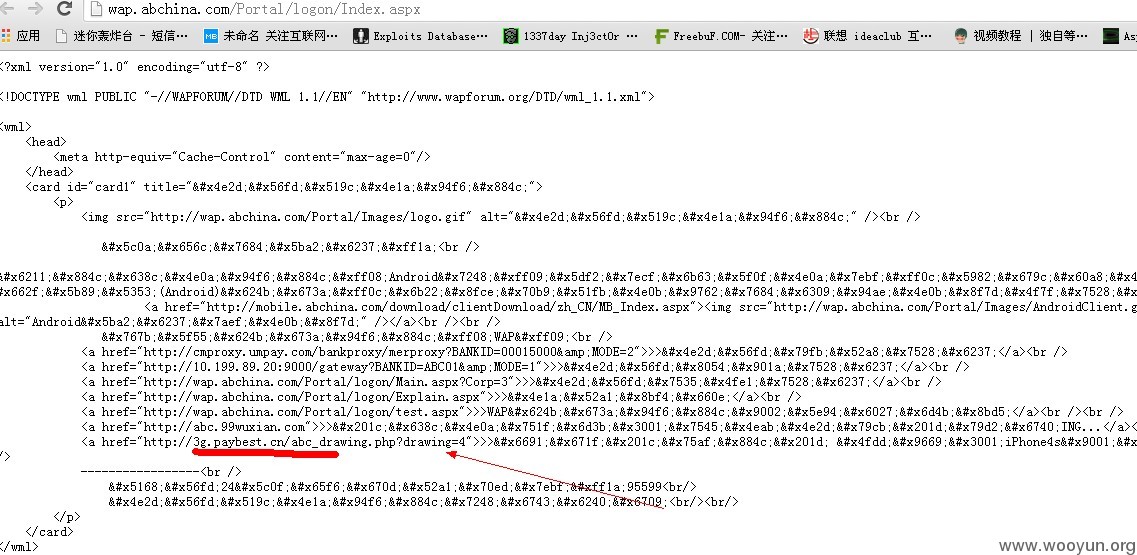 wap.abchina.com/Portal/logon/Index.aspx
应用 迷你轰炸台 - 短信… 未命名 关注互联网… Exploits Database… 1337day Inj3ct0r … FreebuF.COM- 关注… 联想 ideaclub 互… 视频教程 | 独自等… Asp
<?xml version="1.0" encoding="utf-8" ?>
<!DOCTYPE wml PUBLIC "-//WAPFORUM//DTD WML 1.1//EN" "http://www.wapforum.org/DTD/wml_1.1.xml">
<wml>
<head>
<meta http-equiv="Cache-Control" content="max-age=0"/>
</head>
<card id="card1" title="&#x4e2d;&#x56fd;&#x519c;&#x4e1a;&#x94f6;&#x884c;">
<p>
<img src="http://wap.abchina.com/Portal/Images/logo.gif" alt="&#x4e2d;&#x56fd;&#x519c;&#x4e1a;&#x94f6;&#x884c;" /><br />
&#x5c0a;&#x656c;&#x7684;&#x5ba2;&#x6237;&#xff1a;<br />
&#x6211;&#x884c;&#x638c;&#x4e0a;&#x94f6;&#x884c;&#xff08;Android&#x7248;&#xff09;&#x5df2;&#x7ecf;&#x6b63;&#x5f0f;&#x4e0a;&#x7ebf;&#xff0c;&#x5982;&#x679c;&#x60a8;&#x4
&#x662f;&#x5b89;&#x5353;(Android)&#x624b;&#x673a;&#xff0c;&#x6b22;&#x8fce;&#x70b9;&#x51fb;&#x4e0b;&#x9762;&#x7684;&#x6309;&#x94ae;&#x4e0b;&#x8f7d;&#x4f7f;&#x7528;&#x
<a href="http://mobile.abchina.com/download/clientDownload/zh_CN/MB_Index.aspx"><img src="http://wap.abchina.com/Portal/Images/AndroidClient.g
alt="Android&#x5ba2;&#x6237;&#x7aef;&#x4e0b;&#x8f7d;" /></a><br /><br />
&#x767b;&#x5f55;&#x624b;&#x673a;&#x94f6;&#x884c;&#xff08;WAP&#xff09;<br />
<a href="http://cmproxy.umpay.com/bankproxy/merproxy?BANKID=00015000&amp;MODE=2">>>&#x4e2d;&#x56fd;&#x79fb;&#x52a8;&#x7528;&#x6237;</a><br />
<a href="http://10.199.89.20:9000/gateway?BANKID=ABC01&amp;MODE=1">>>&#x4e2d;&#x56fd;&#x8054;&#x901a;&#x7528;&#x6237;</a><br />
<a href="http://wap.abchina.com/Portal/logon/Main.aspx?Corp=3">>>&#x4e2d;&#x56fd;&#x7535;&#x4fe1;&#x7528;&#x6237;</a><br />
<a href="http://wap.abchina.com/Portal/logon/Explain.aspx">>>&#x4e1a;&#x52a1;&#x8bf4;&#x660e;</a><br />
<a href="http://wap.abchina.com/Portal/logon/test.aspx">>>WAP&#x624b;&#x673a;&#x94f6;&#x884c;&#x9002;&#x5e94;&#x6027;&#x6d4b;&#x8bd5;</a><br />
<a href="http://abc.99wuxian.com">>>&#x201c;&#x638c;&#x4e0a;&#x751f;&#x6d3b;&#x3001;&#x7545;&#x4eab;&#x4e2d;&#x79cb;&#x201d;&#x79d2;&#x6740;ING...</a><
<a href="http://3g.paybest.cn/abc_drawing.php?drawing=4">>>&#x6691;&#x671f;&#x201c;&#x75af;&#x884c;&#x201d; &#x4fdd;&#x9669;&#x3001;iPhone4s&#x9001;&#x
/>
------------------<br />
&#x5168;&#x56fd;24&#x5c0f;&#x65f6;&#x670d;&#x52a1;&#x70ed;&#x7ebf;&#xff1a;95599<br/>
&#x4e2d;&#x56fd;&#x519c;&#x4e1a;&#x94f6;&#x884c;&#x7248;&#x6743;&#x6240;&#x6709;<br/><br/>
</p>
</card>
</wml>
www.wooyun.org